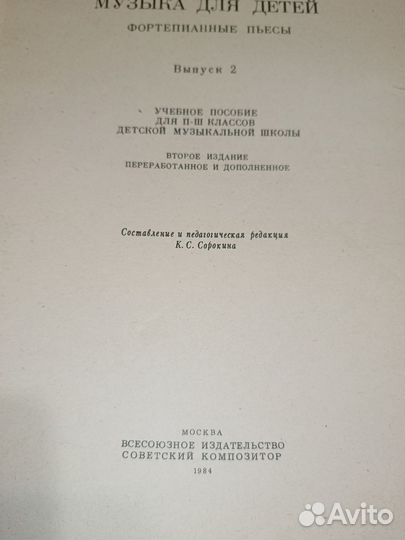 МУЗЫКА ДЛЯ ДЕТЕЙ
ФОРТЕПИАННЫЕ ПЬЕСЫ
Выпуск 2
УЧЕБНОЕ ПОСОБИЕ
ДЛЯ II-III КЛАССОВ
ДЕТСКОЙ МУЗЫКАЛЬНОЙ ШКОЛЫ
ВТОРОЕ ИЗДАНИЕ
ПЕРЕРАБОТАННОЕ И ДОПОЛНЕННОЕ
Составление и педагогическая редакция
К. С. Сорокина
МОСКВА
ВСЕСОЮЗНОЕ ИЗДАТЕЛЬСТВО
СОВЕТСКИЙ КОМПОЗИТОР
1984
Avito